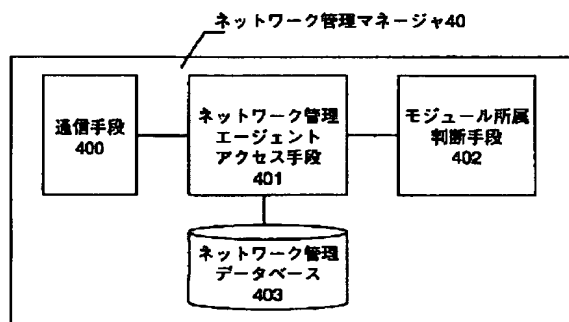 ネットワーク管理マネージャ40
通信手段
400
ネットワーク管理
エージェント
アクセス手段
401
モジュール所属
判断手段
402
ネットワーク管理
データベース
403